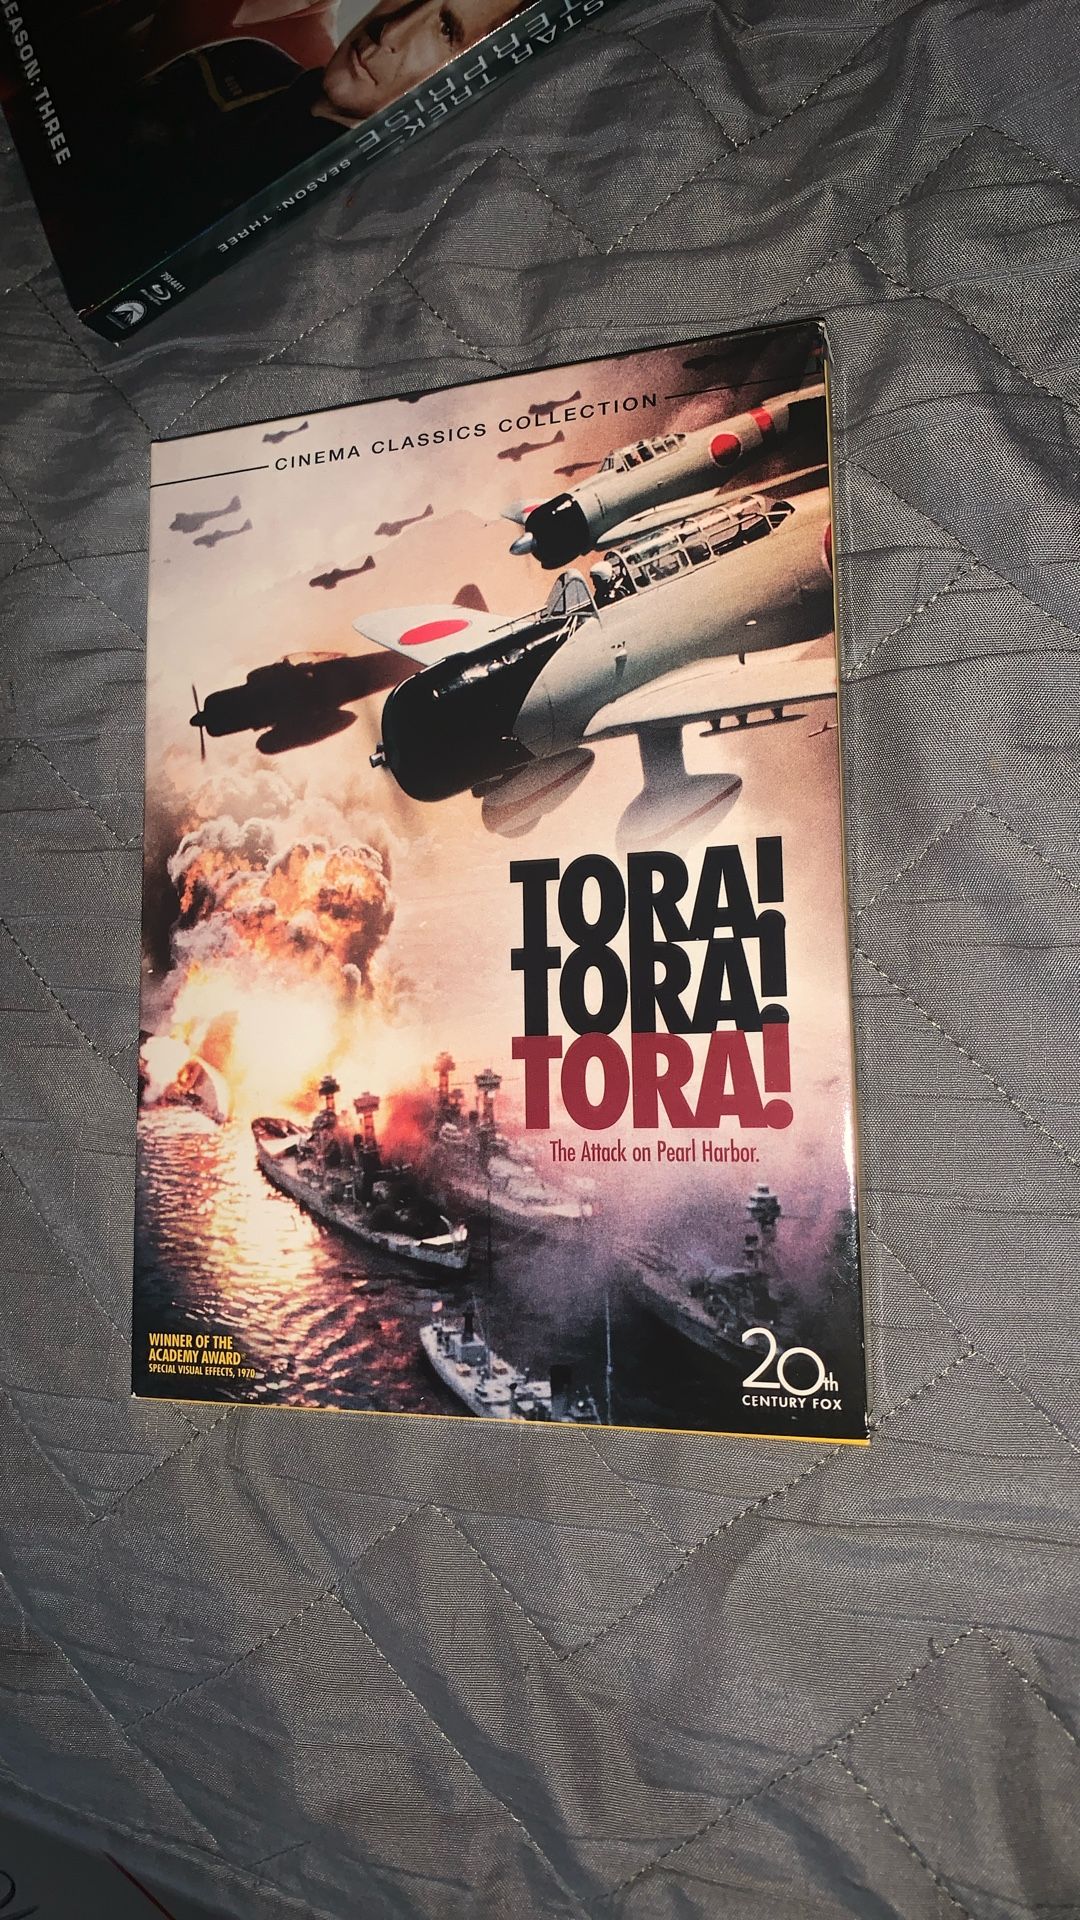 SEASON: THREE
STAR TREK
ENTERPRISE
SEASON: THREE
7914411
CINEMA CLASSICS COLLECTION
TORA!
TORA!
TORA!
The Attack on Pearl Harbor.
WINNER OF THE
ACADEMY AWARD®
SPECIAL VISUAL EFFECTS, 1970
20th
CENTURY FOX